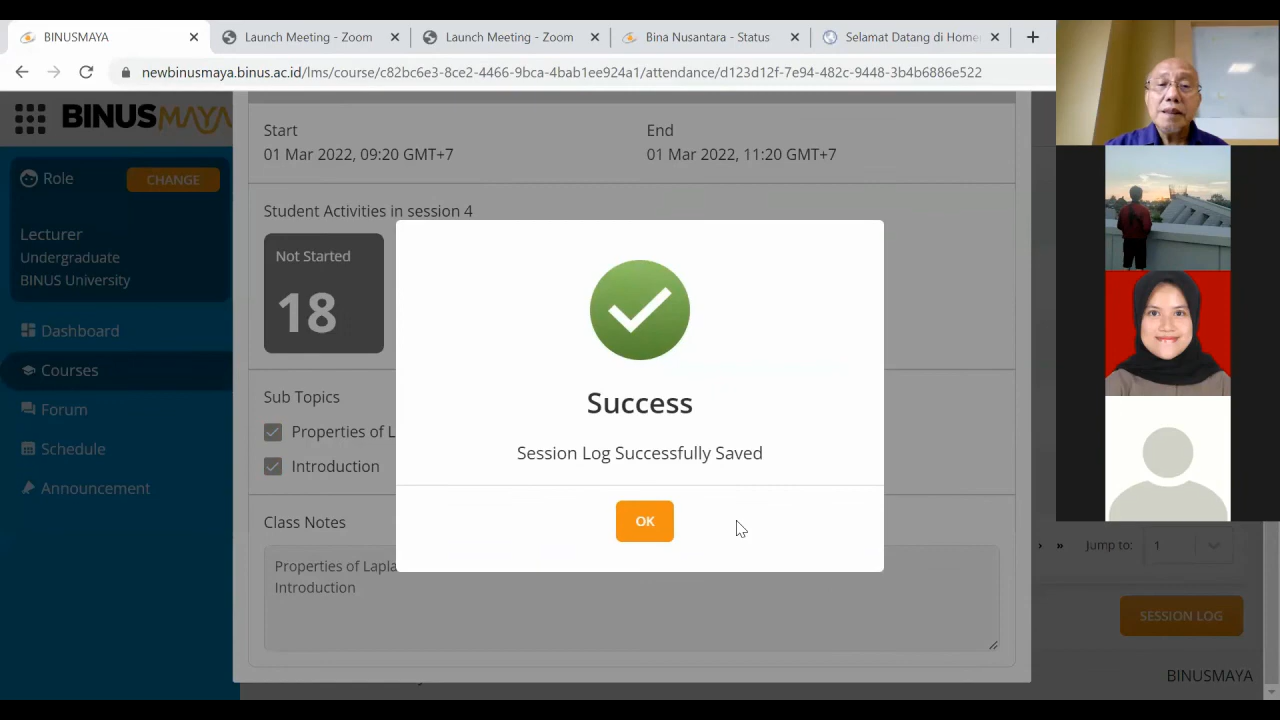 BINUSMAYA
Launch Meeting - Zoom
Launch Meeting - Zoom
Bina Nusantara - Status
Selamat Datang di Home
newbinusmaya.binus.ac.id/lms/course/c82bc6e3-8ce2-4466-9bca-4bab1ee924a1/attendance/d123d12f-7e94-482c-9448-3b4b6886e522
BINUSMAYA
Role
CHANGE
Lecturer
Undergraduate
BINUS University
Dashboard
Courses
Forum
Schedule
Announcement
Start
01 Mar 2022, 09:20 GMT+7
End
01 Mar 2022, 11:20 GMT+7
Student Activities in session 4
Not Started
18
Sub Topics
Properties of L
Introduction
Class Notes
Properties of Lapla
Introduction
Success
Session Log Successfully Saved
OK
Jump to:
1
SESSION LOG
BINUSMAYA